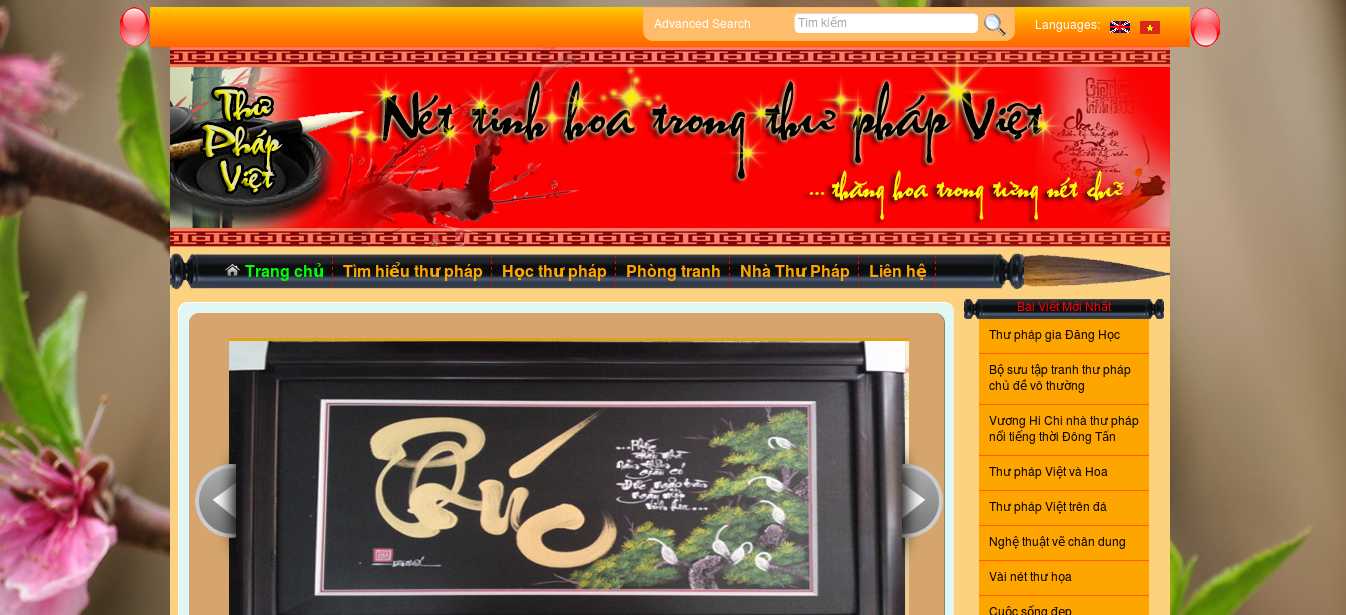 Advanced Search
Tìm kiếm
Languages:
Thư
Pháp
Việt
Nét tinh hoa trong thư pháp Việt
... thăng hoa trong từng nét chữ
Trang chủ
Tìm hiểu thư pháp
Học thư pháp
Phòng tranh
Nhà Thư Pháp
Liên hệ
Bài Viết Mới Nhất
Thư pháp gia Đăng Học
Bộ sưu tập tranh thư pháp
chủ đề vô thường
Vương Hi Chi nhà thư pháp
nổi tiếng thời Đông Tấn
Thư pháp Việt và Hoa
Thư pháp Việt trên đá
Nghệ thuật vẽ chân dung
Vài nét thư họa
Cuộc sống đẹp